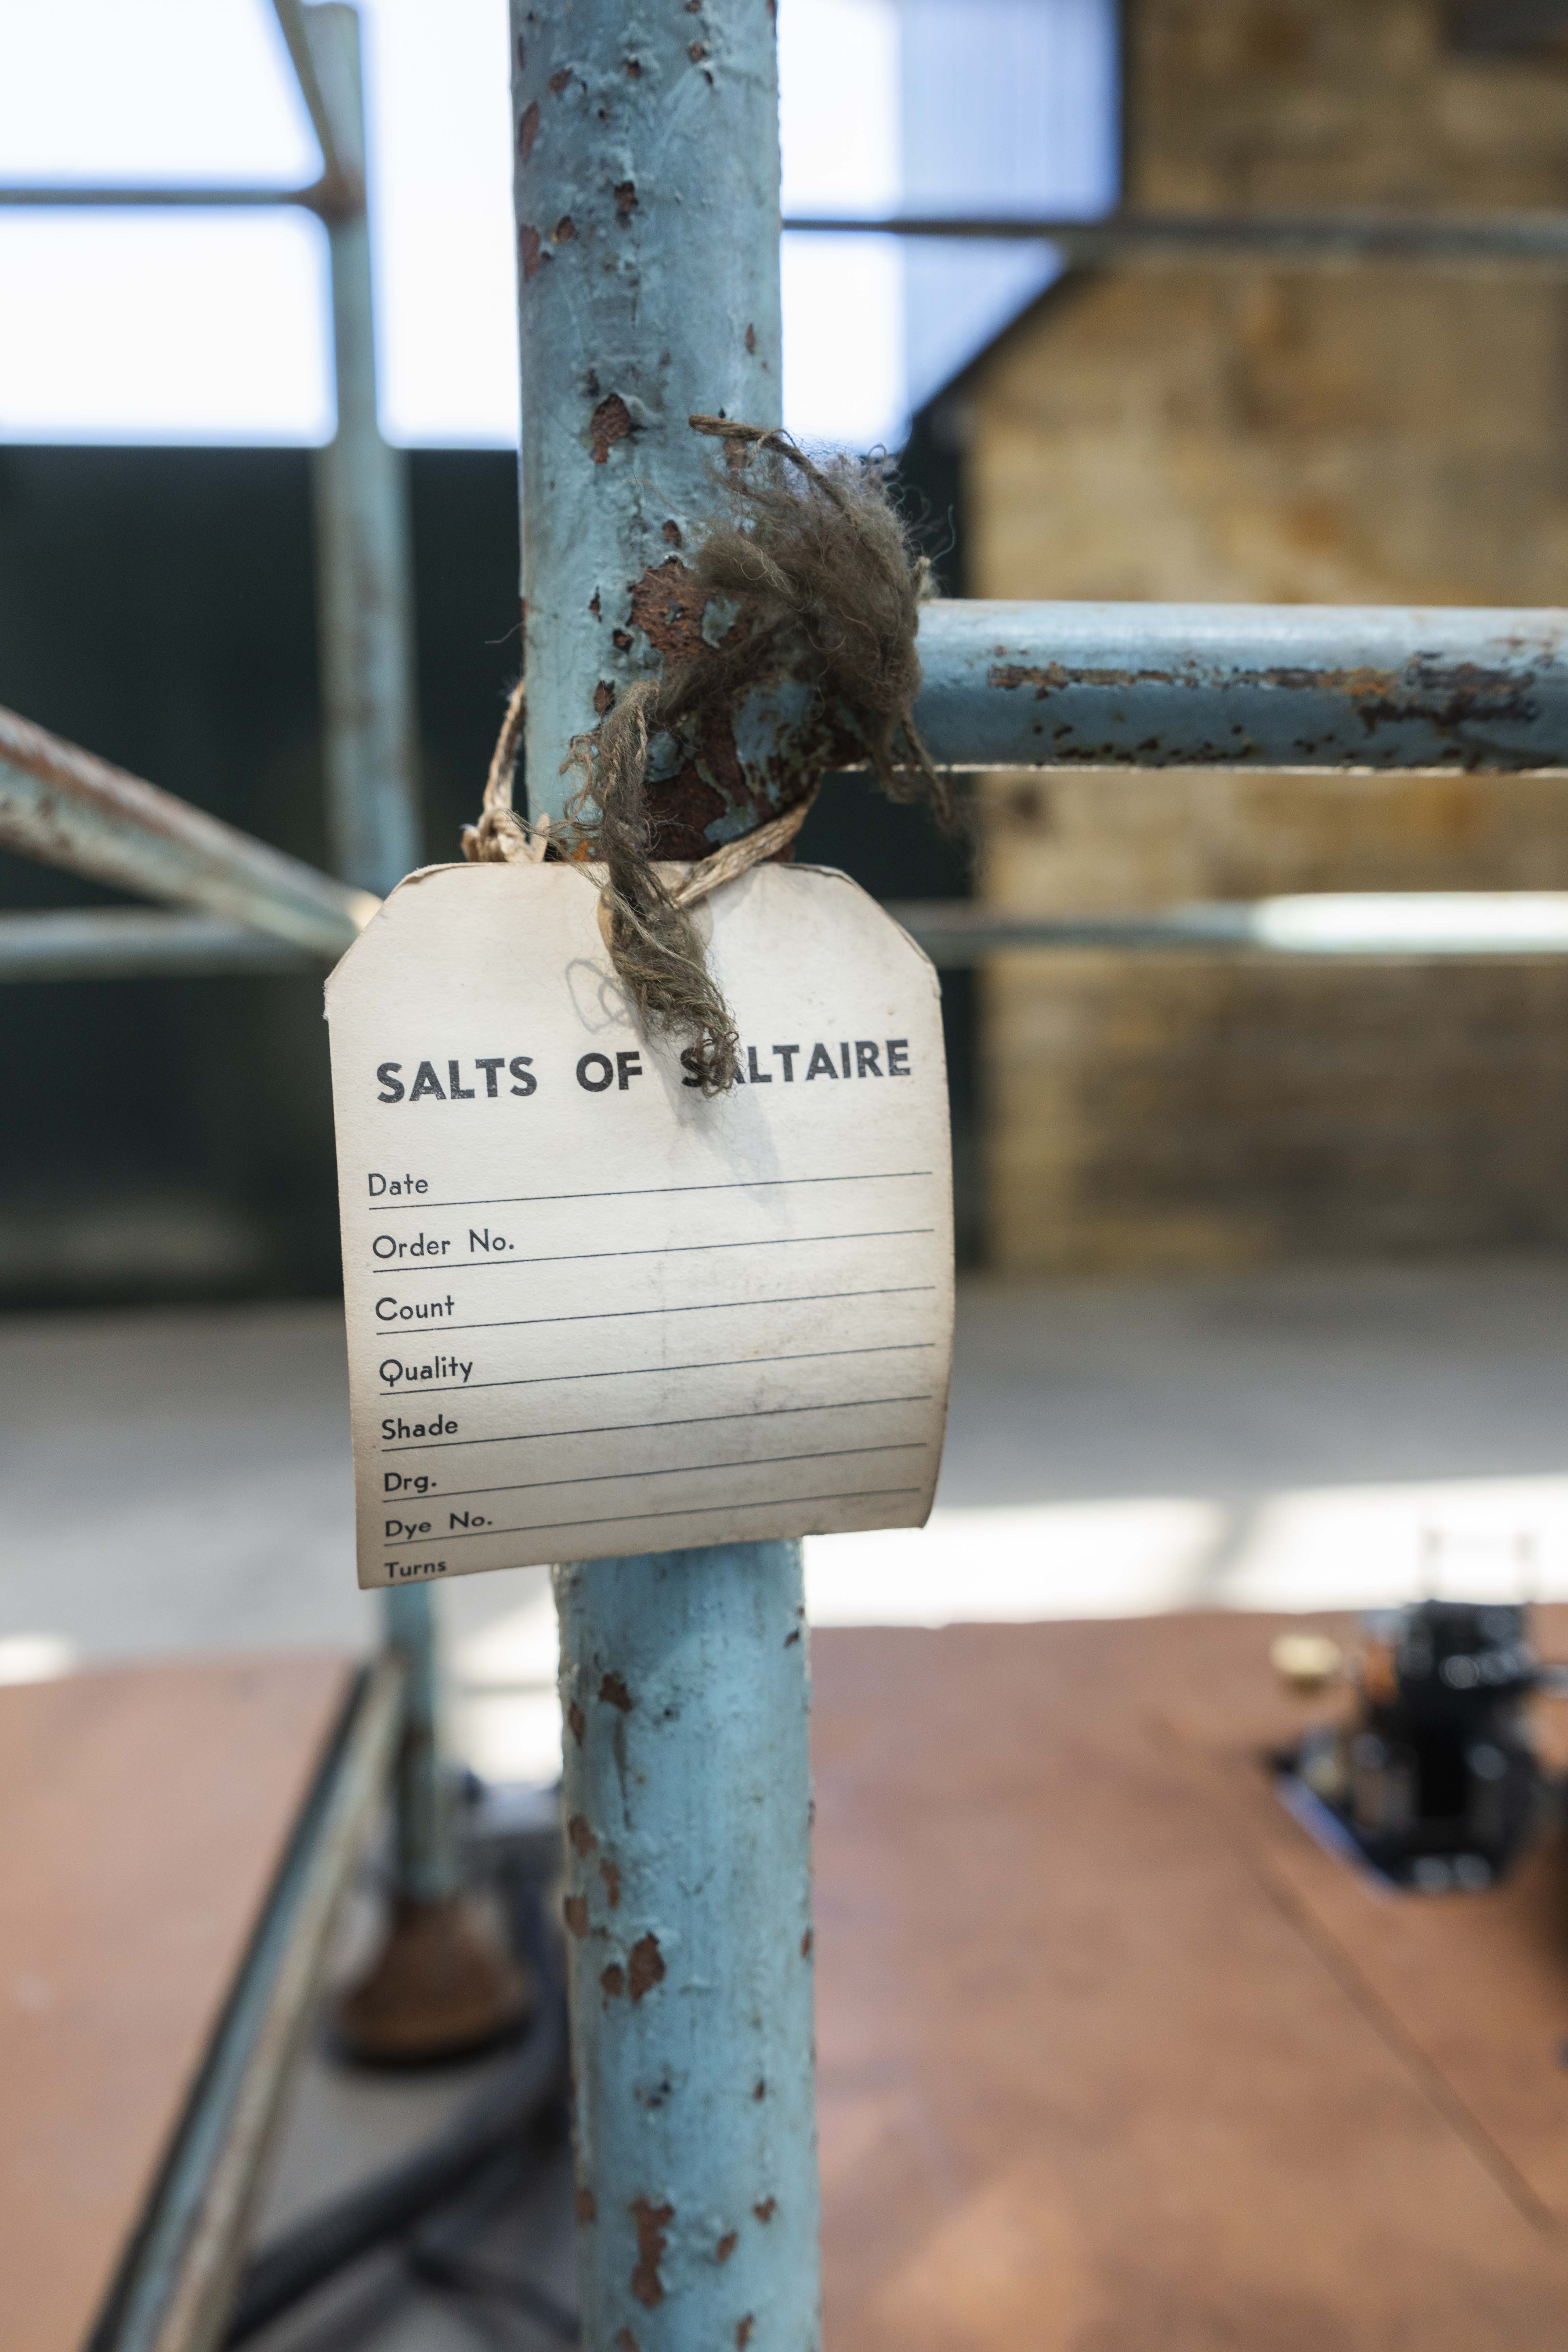 SALTS OF SALTAIRE
Date
Order No.
Count
Quality
Shade
Drg.
Dye No.
Turns